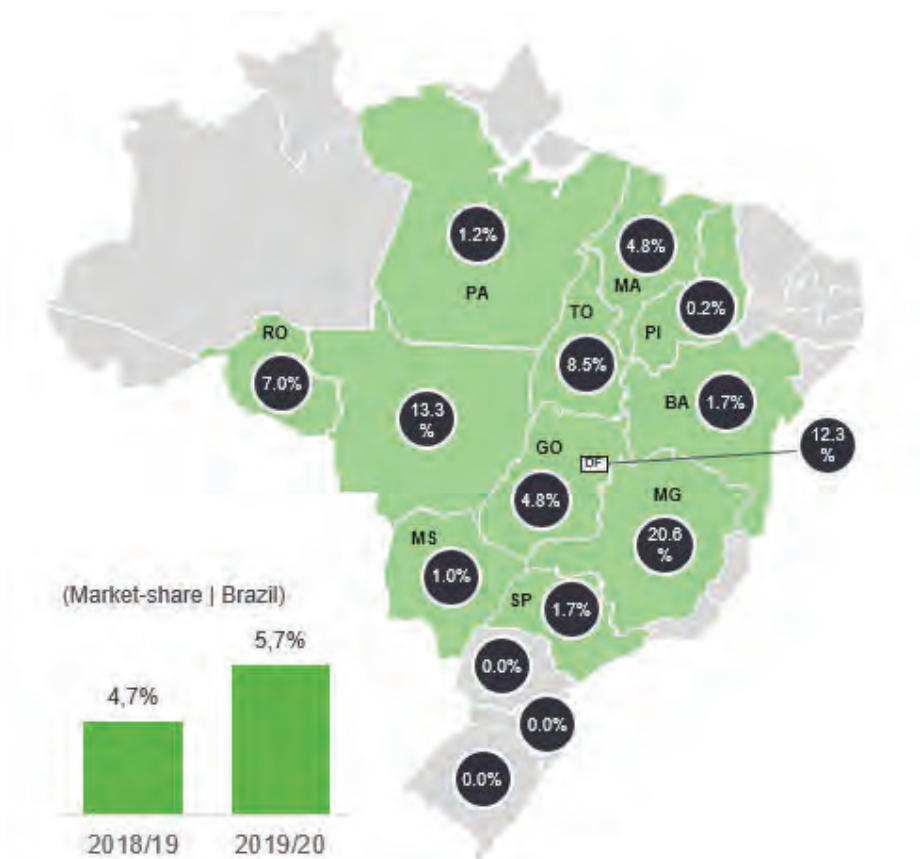 1.2%
PA
4.8%
MA
0.2%
PI
TO
8.5%
RO
7.0%
13.3
%
BA
1.7%
12.3
%
GO
DF
4.8%
MG
20.6
%
MS
1.0%
SP
1.7%
0.0%
0.0%
0.0%
(Market-share | Brazil)
5,7%
4,7%
2018/19
2019/20